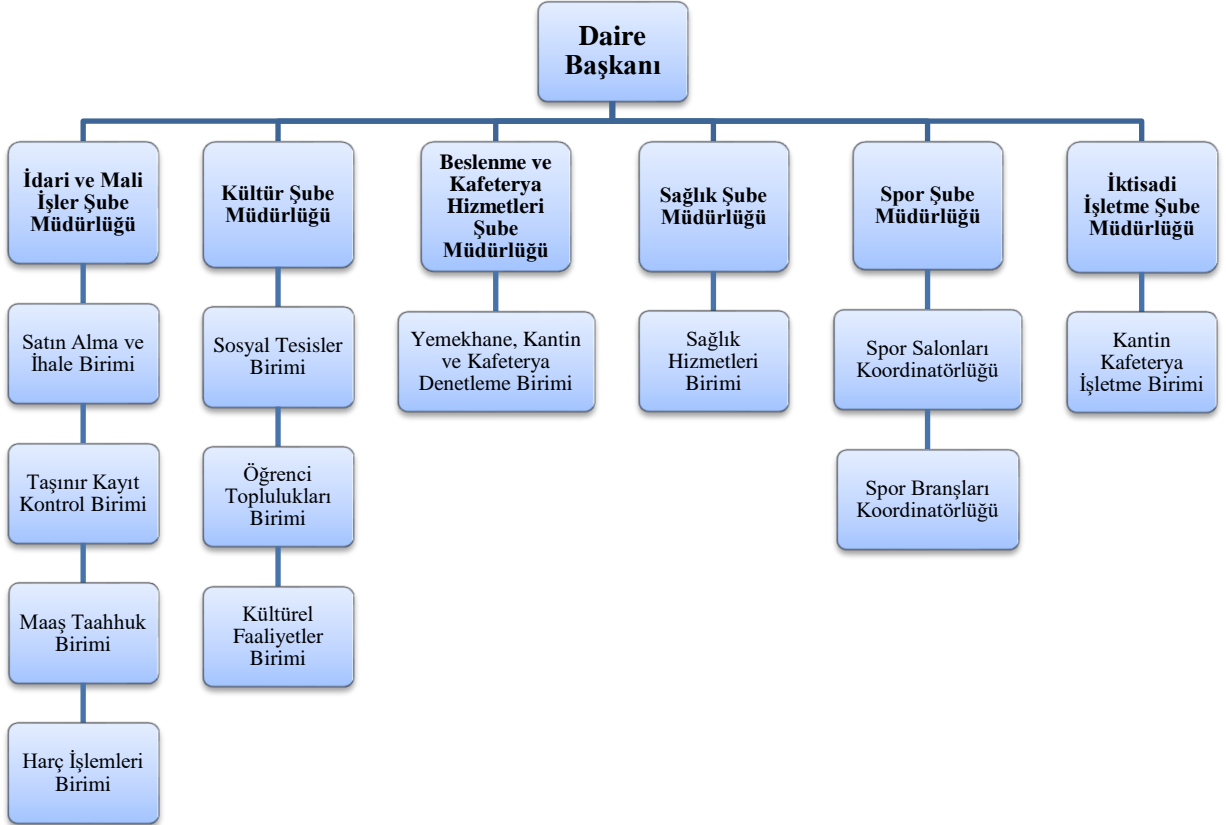 Daire
Başkanı
İdari ve Mali
İşler Şube
Müdürlüğü
Kültür Şube
Müdürlüğü
Beslenme ve
Kafeterya
Hizmetleri
Şube
Müdürlüğü
Sağlık Şube
Müdürlüğü
Spor Şube
Müdürlüğü
İktisadi
İşletme Şube
Müdürlüğü
Satın Alma ve
İhale Birimi
Sosyal Tesisler
Birimi
Yemekhane, Kantin
ve Kafeterya
Denetleme Birimi
Sağlık
Hizmetleri
Birimi
Spor Salonları
Koordinatörlüğü
Kantin
Kafeterya
İşletme Birimi
Taşınır Kayıt
Kontrol Birimi
Öğrenci
Toplulukları
Birimi
Spor Branşları
Koordinatörlüğü
Maaş Taahhuk
Birimi
Kültürel
Faaliyetler
Birimi
Harç İşlemleri
Birimi